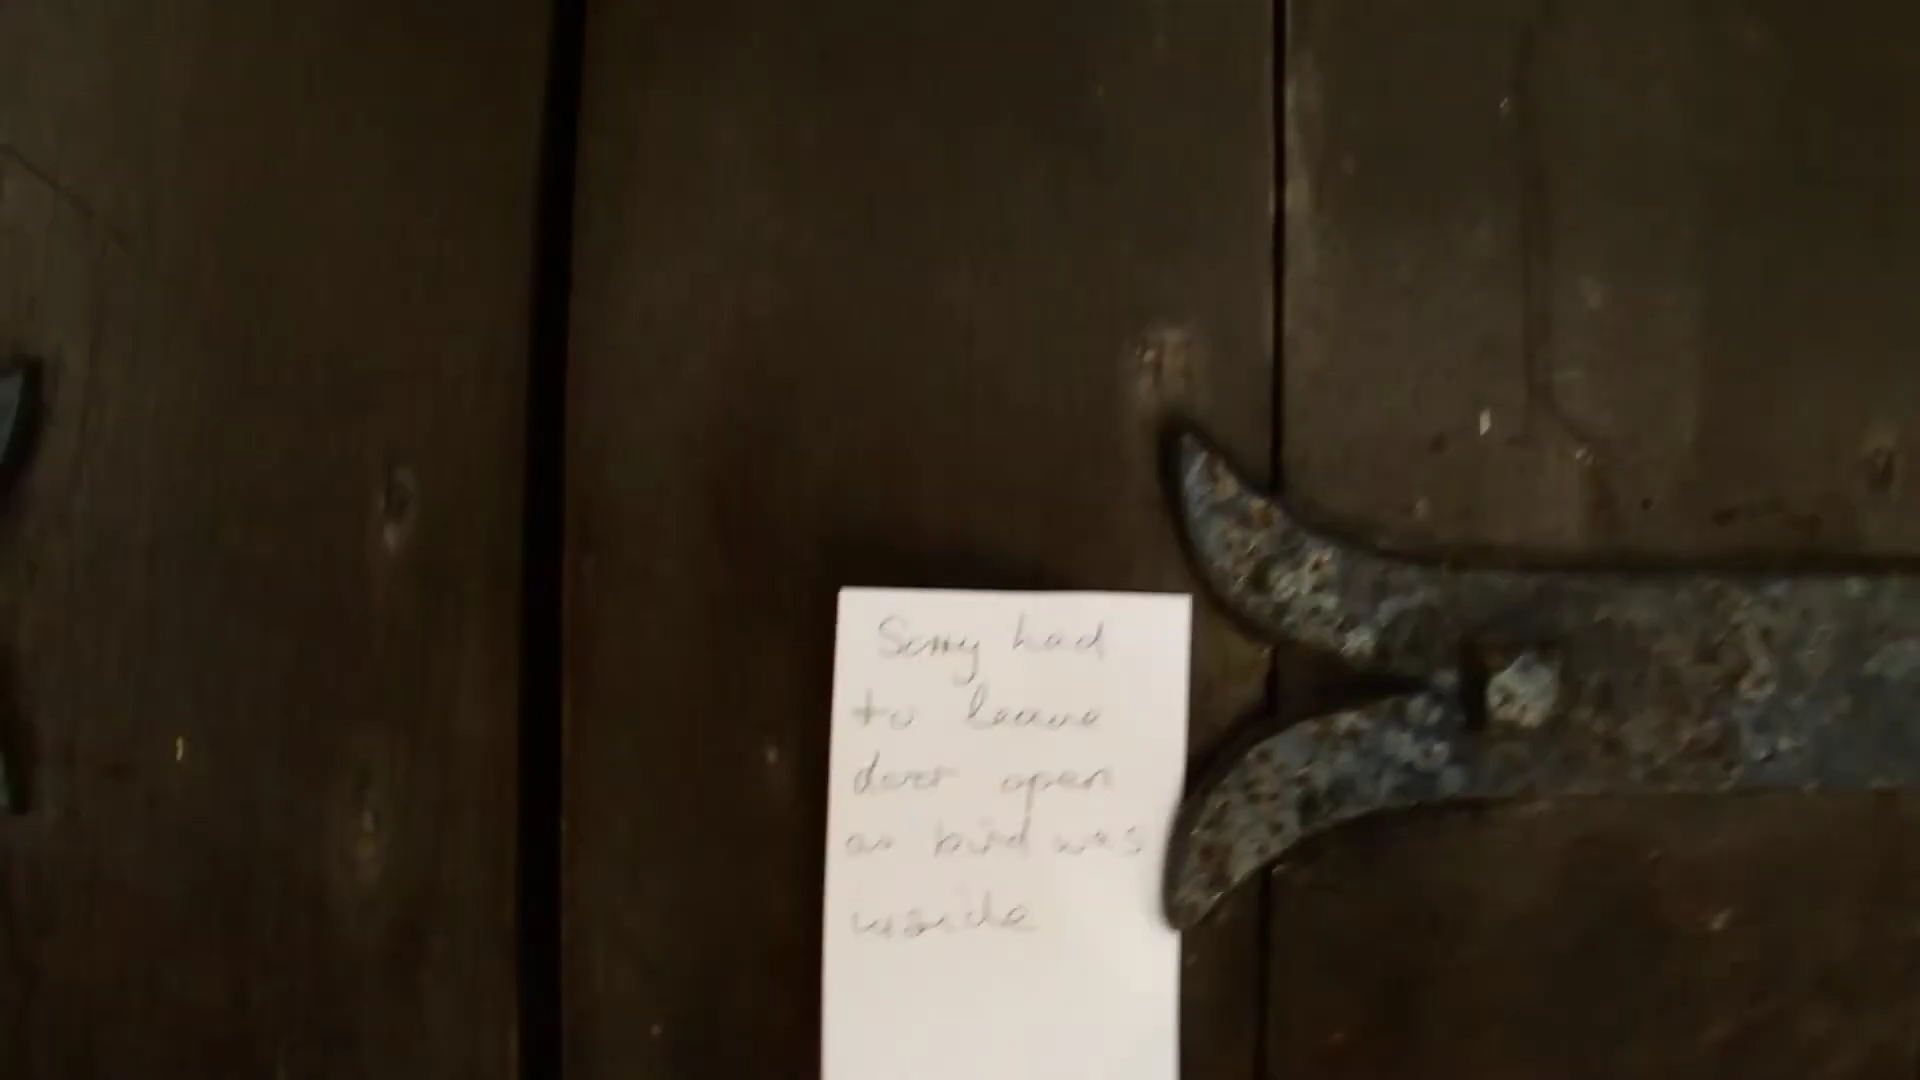 Sorry had
to leave
door open
as bird was
inside